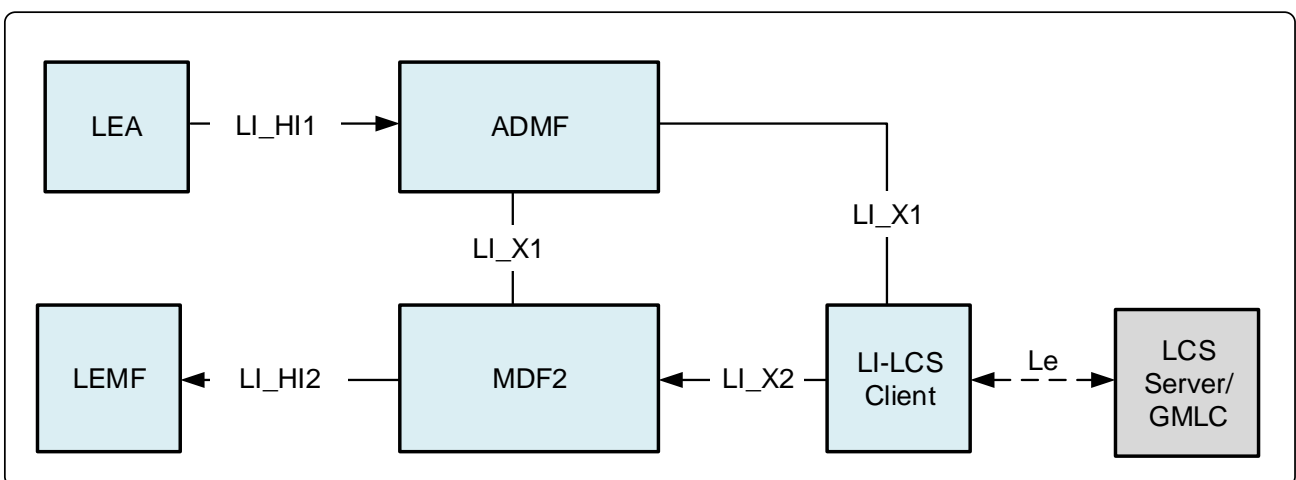 LEA
LI_HI1
ADMF
LI_X1
LI_X1
LEMF
LI_HI2
MDF2
LI_X2
LI-LCS
Client
Le
LCS
Server/
GMLC